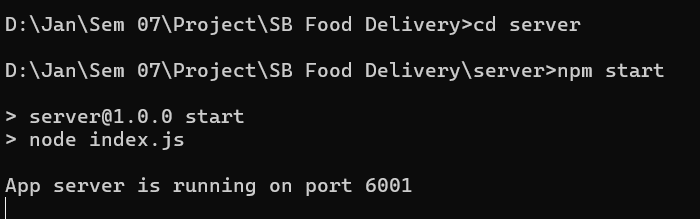 D:\Jan\Sem 07\Project\SB Food Delivery>cd server
D:\Jan\Sem 07\Project\SB Food Delivery\server>npm start
> server@1.0.0 start
> node index.js
App server is running on port 6001